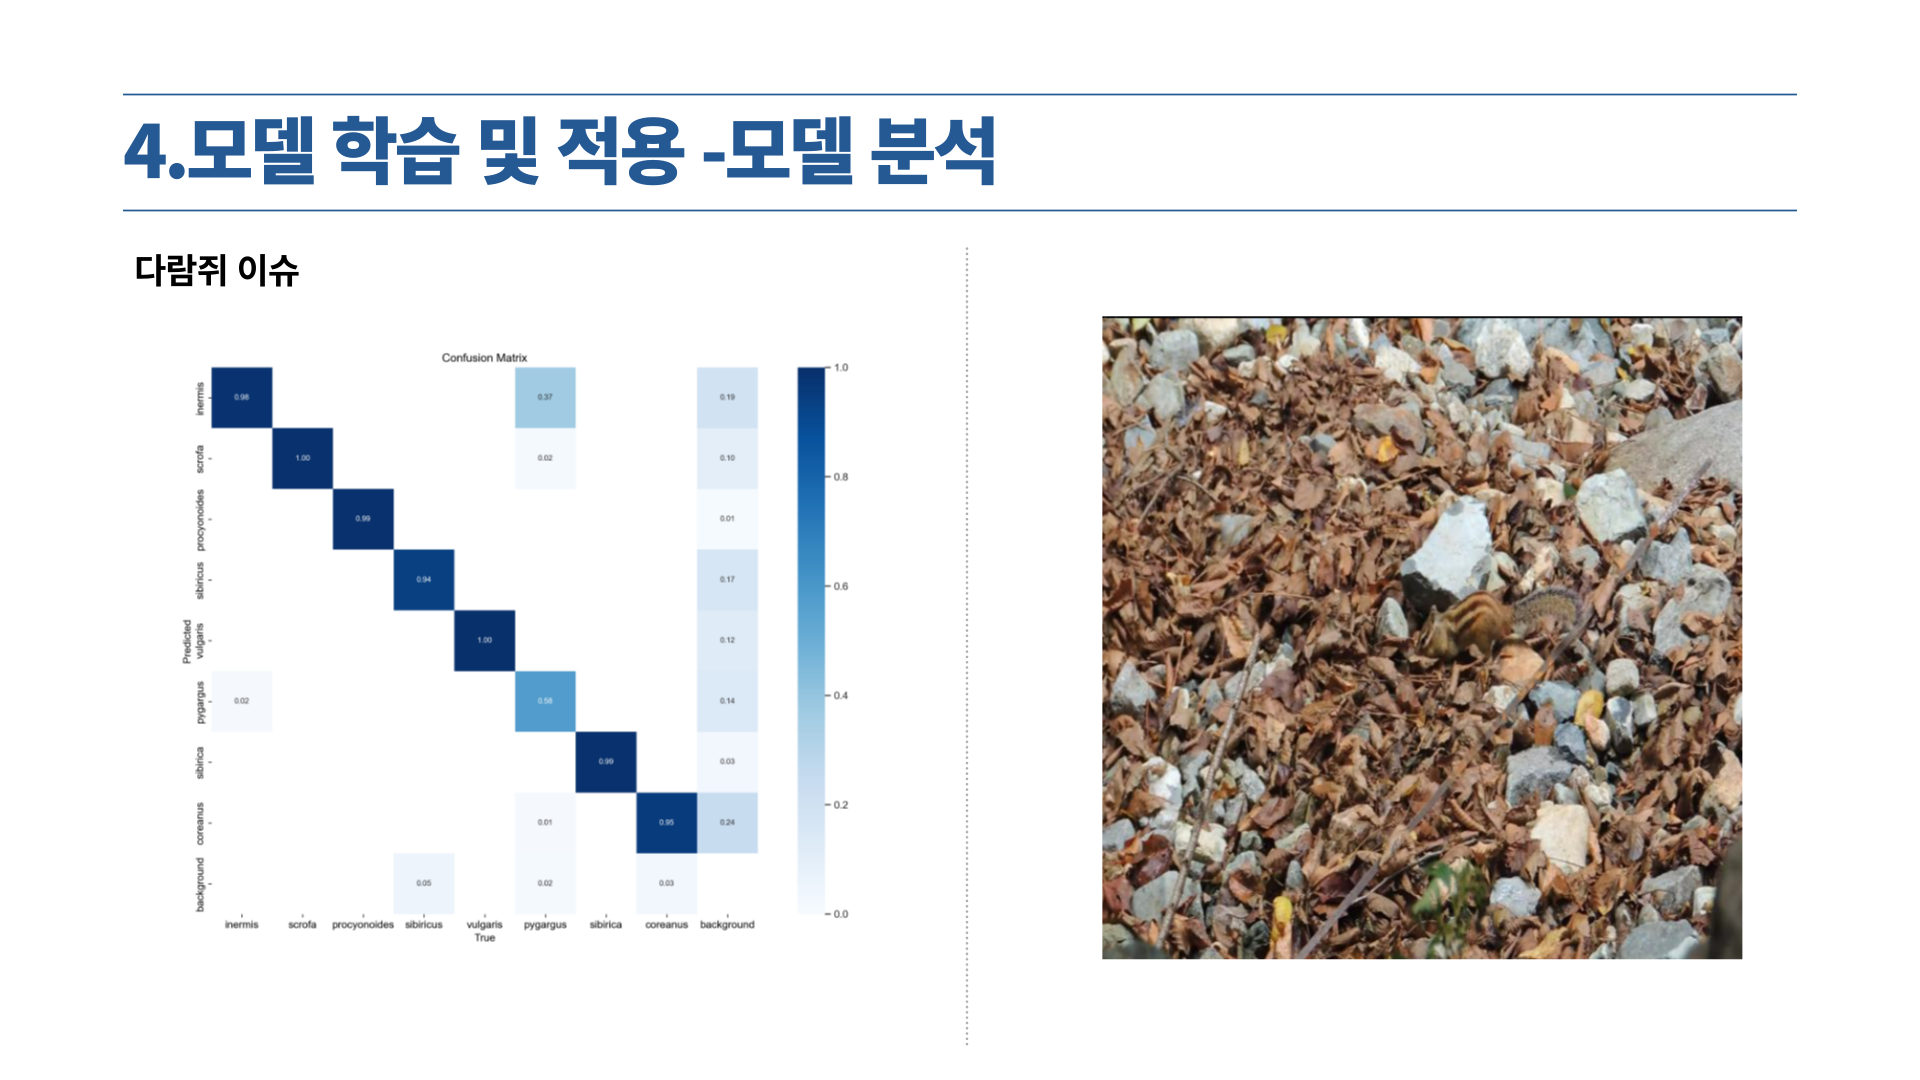 4.모델 학습 및 적용 -모델 분석
다람쥐 이슈
Confusion Matrix
inermis
scrofa
procyonoides
sibiricus
vulgaris
pygargus
sibirica
coreanus
background
Predicted
0.98
0.37
0.19
1.00
0.02
0.10
0.99
0.01
0.94
0.17
1.00
0.12
0.02
0.58
0.14
0.99
0.03
0.01
0.95
0.24
0.05
0.02
0.03
inermis
scrofa
procyonoides
sibiricus
vulgaris
pygargus
sibirica
coreanus
background
True
1.0
0.8
0.6
0.4
0.2
0.0